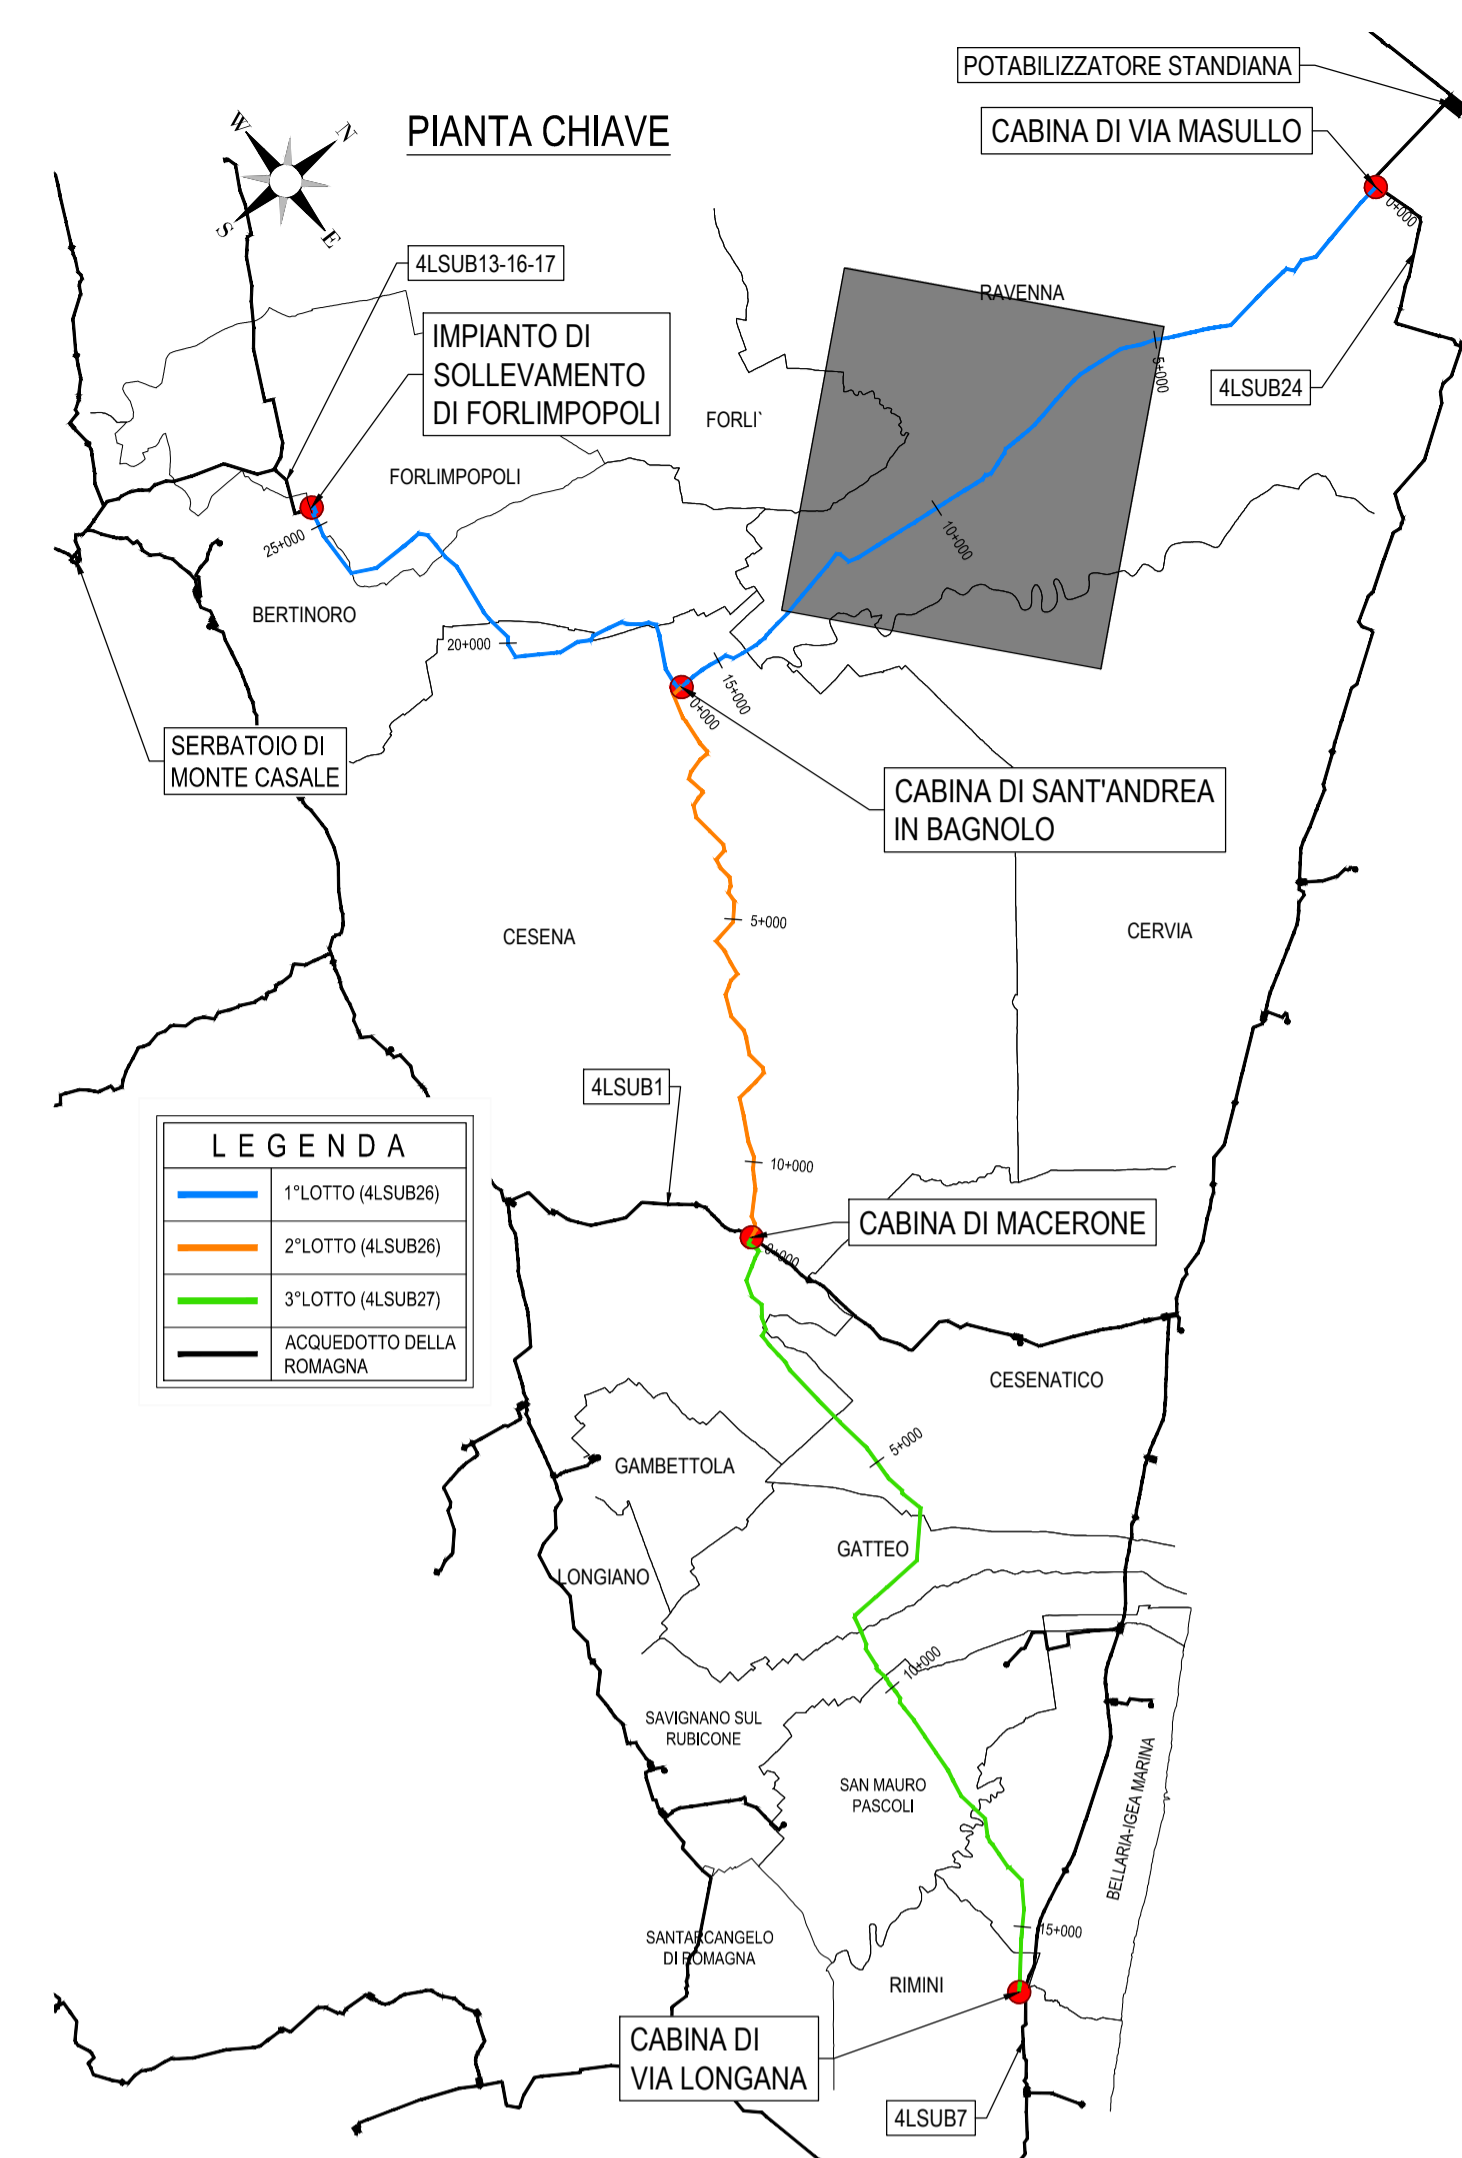 POTABILIZZATORE STANDIANA
CABINA DI VIA MASULLO
PIANTA CHIAVE
W
N
S
E
0+000
4LSUB13-16-17
RAVENNA
IMPIANTO DI
SOLLEVAMENTO
DI FORLIMPOPOLI
5+000
4LSUB24
FORLI`
FORLIMPOPOLI
25+000
10+000
BERTINORO
20+000
15+000
0+000
SERBATOIO DI
MONTE CASALE
CABINA DI SANT'ANDREA
IN BAGNOLO
5+000
CESENA
CERVIA
4LSUB1
10+000
LEGENDA
1°LOTTO (4LSUB26)
2°LOTTO (4LSUB26)
3°LOTTO (4LSUB27)
ACQUEDOTTO DELLA
ROMAGNA
CABINA DI MACERONE
0+000
CESENATICO
5+000
GAMBETTOLA
GATTEO
LONGIANO
10+000
SAVIGNANO SUL
RUBICONE
SAN MAURO
PASCOLI
BELLARIA-IGEA MARINA
15+000
SANTARCANGELO
DI ROMAGNA
RIMINI
CABINA DI
VIA LONGANA
4LSUB7